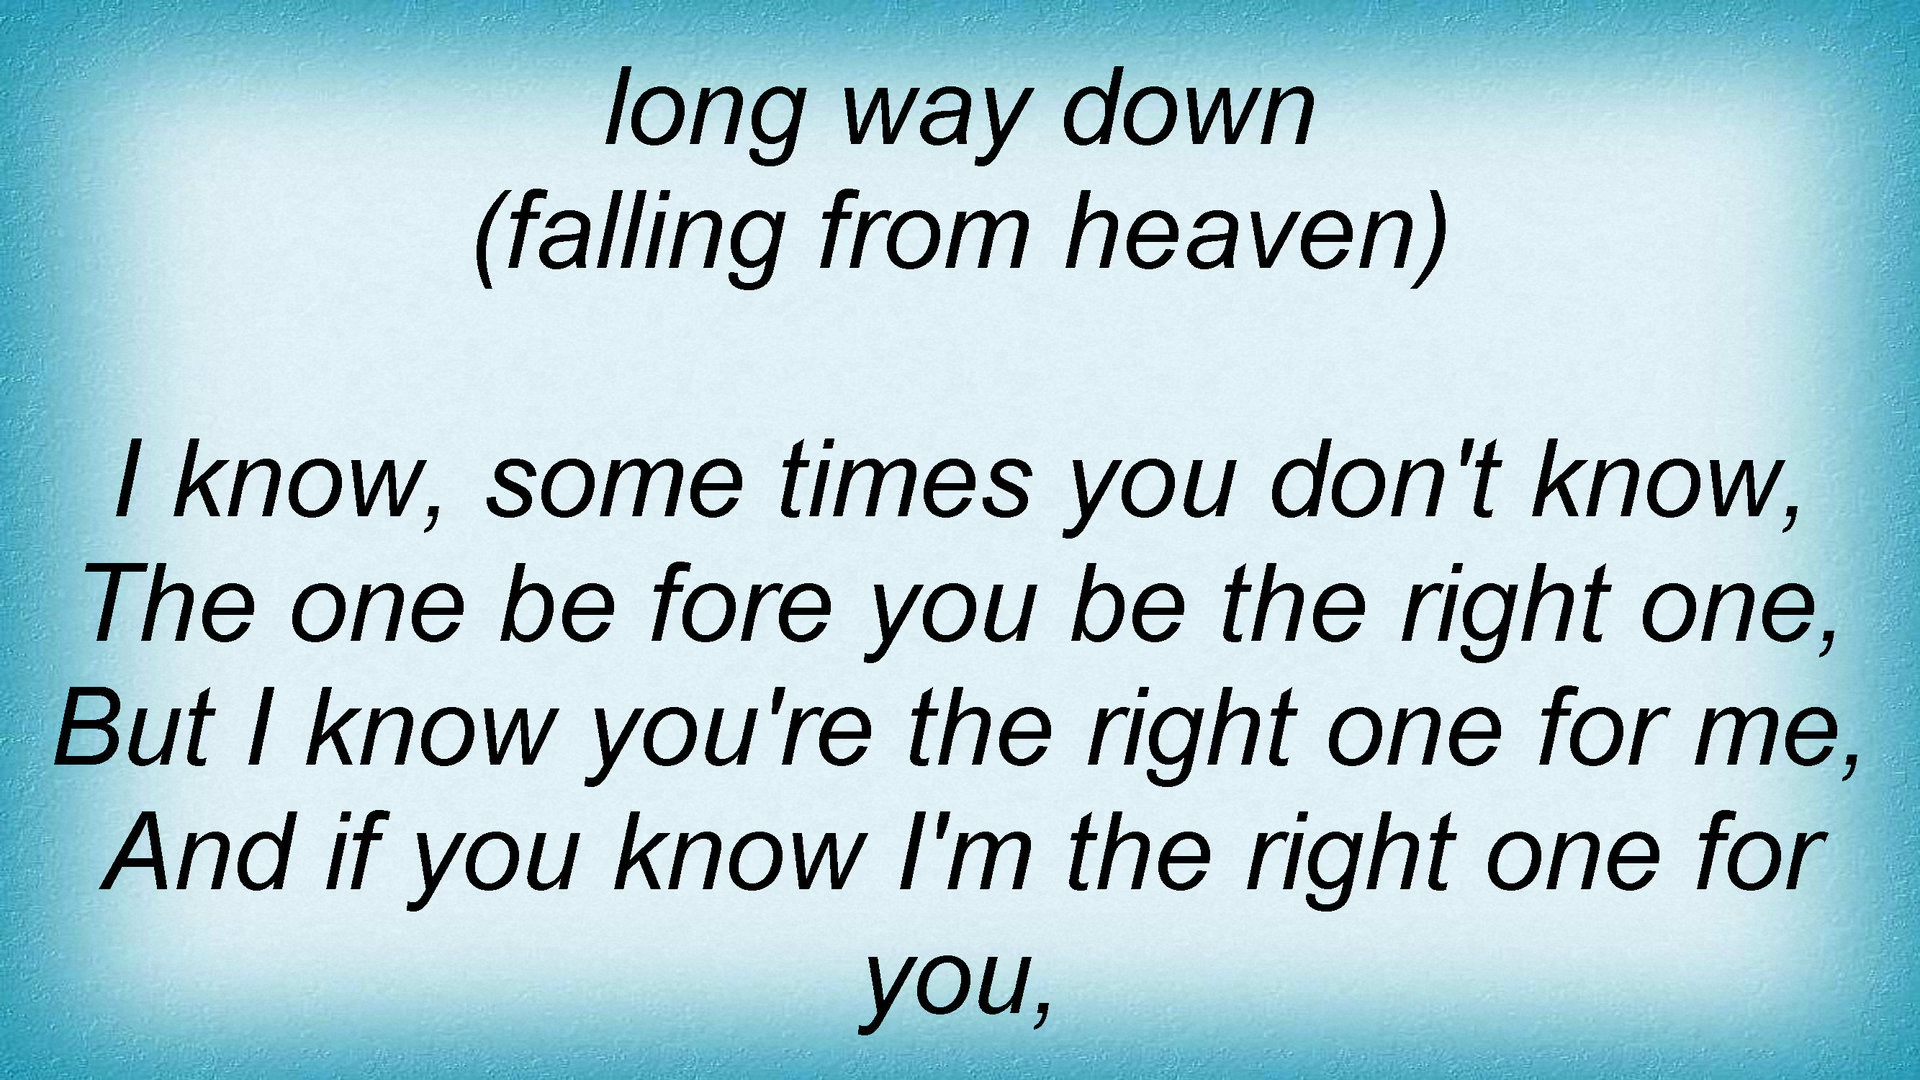 long way down
(falling from heaven)
I know, some times you don't know,
The one be fore you be the right one,
But I know you're the right one for me,
And if you know I'm the right one for
you,